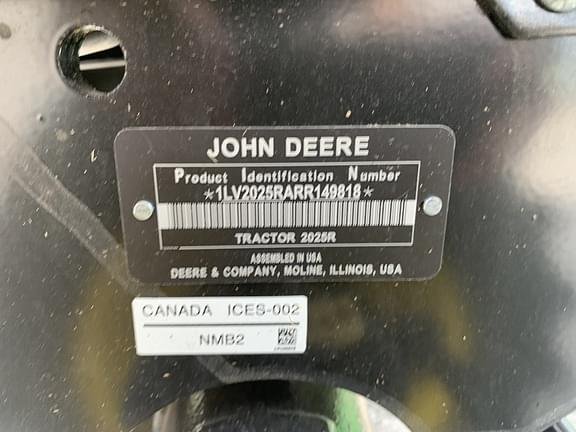 JOHN DEERE
Product Identification Number
*1LV2025RARR149818*
TRACTOR 2025R
ASSEMBLED IN USA
DEERE & COMPANY, MOLINE, ILLINOIS, USA
CANADA ICES-002
NMB2